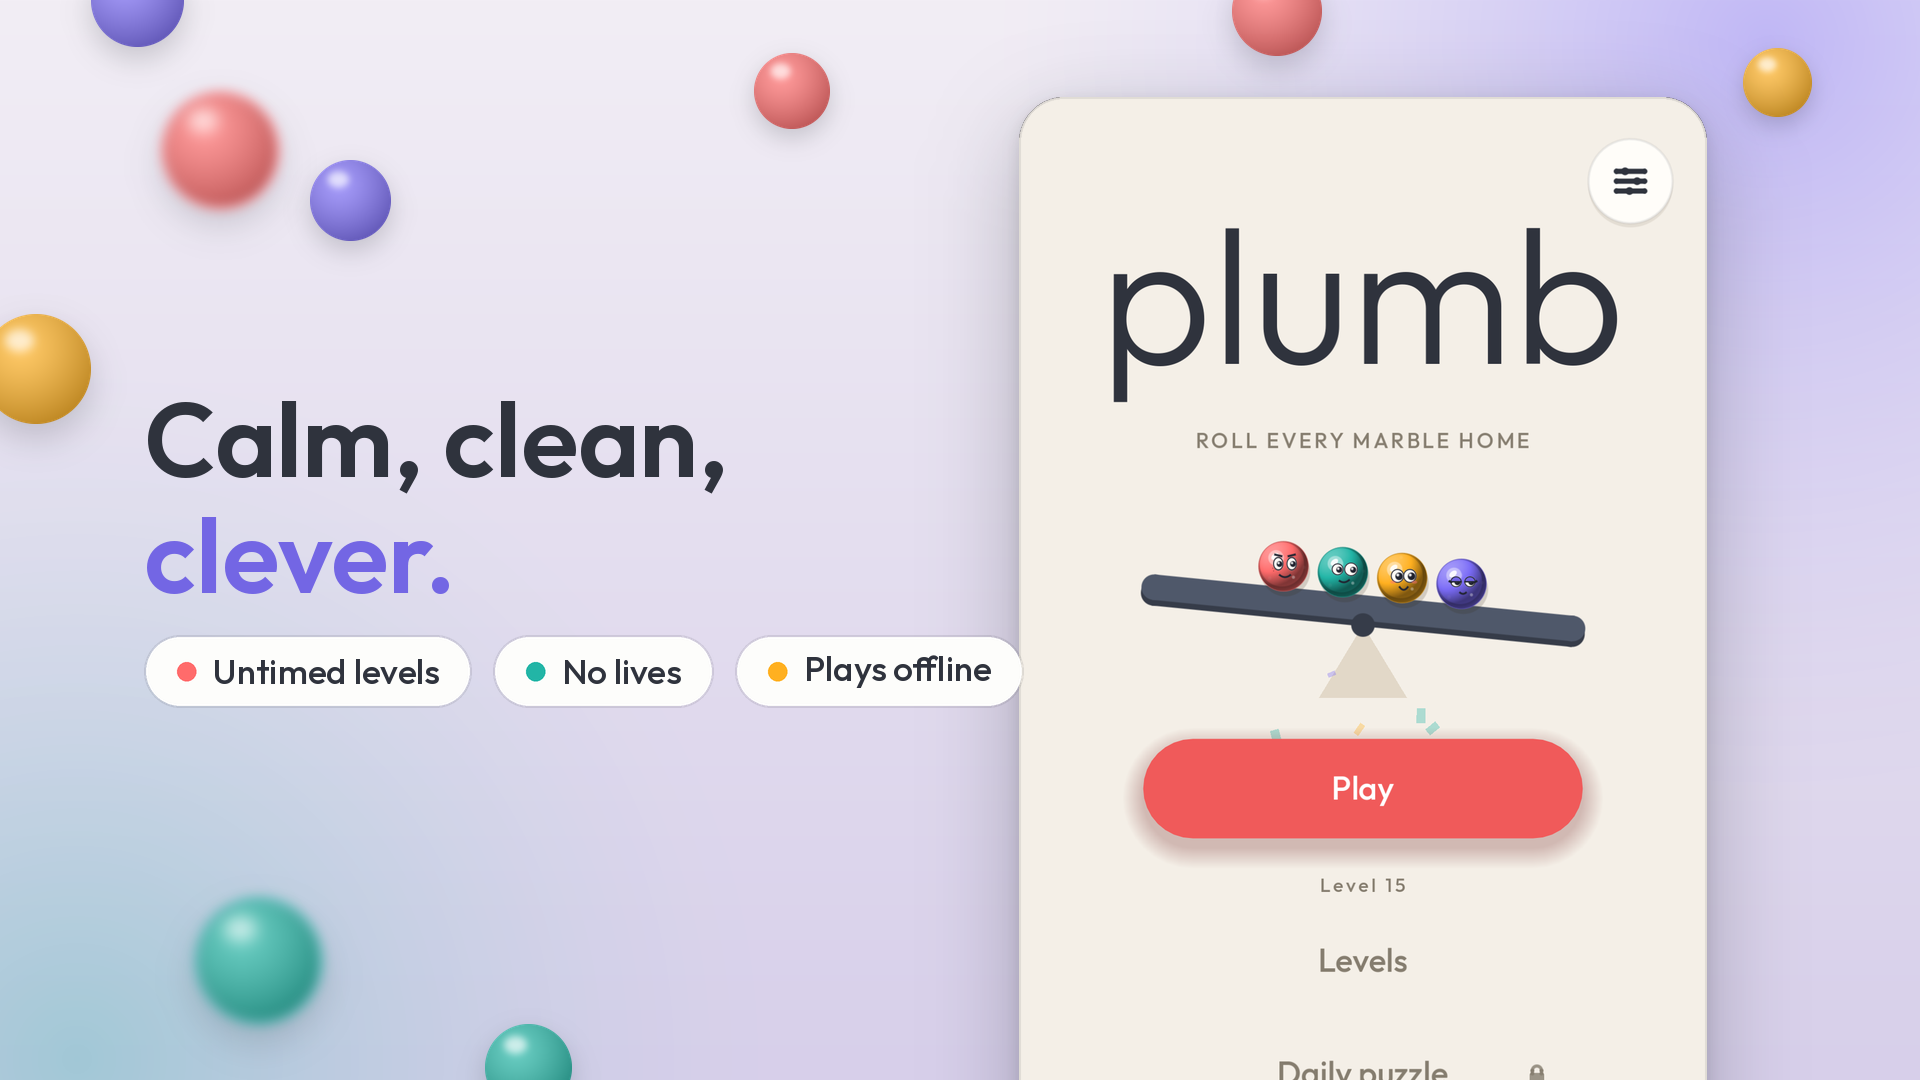 Calm, clean,
clever.
Untimed levels
No lives
Plays offline
plumb
ROLL EVERY MARBLE HOME
Play
Level 15
Levels
Daily puzzle